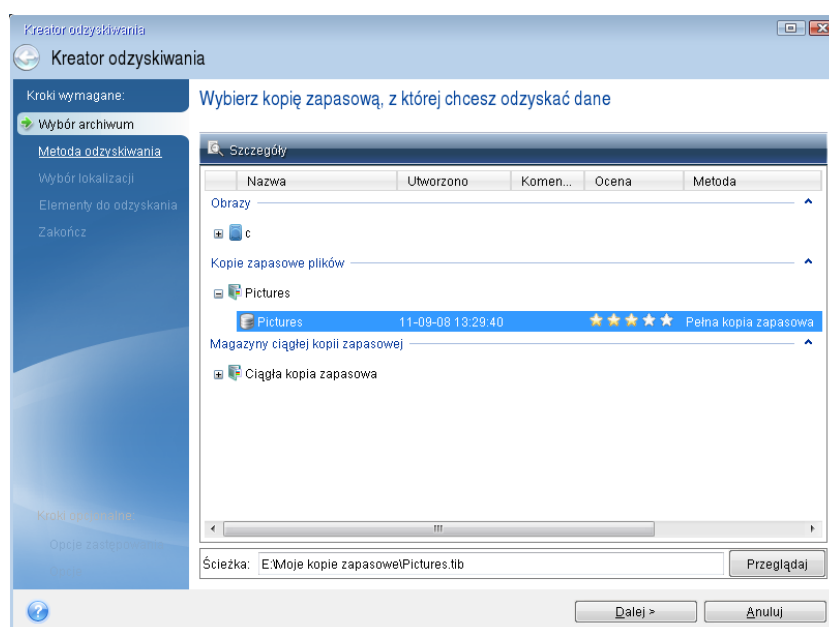 Kreator odzyskiwania
Kreator odzyskiwania
Kroki wymagane:
Wybór archiwum
Metoda odzyskiwania
Wybór lokalizacji
Elementy do odzyskania
Zakończ
Wybierz kopię zapasową, z której chcesz odzyskać dane
Szczegóły
Nazwa Utworzono Komen... Ocena Metoda
Obrazy
c
Kopie zapasowe plików
Pictures
Pictures 11-09-08 13:29:40 Pełna kopia zapasowa
Magazyny ciągłej kopii zapasowej
Ciągła kopia zapasowa
Kroki opcjonalne:
Opcje
Ścieżka: E:\Moje kopie zapasowe\Pictures.tib Przeglądaj
Dalej > Anuluj